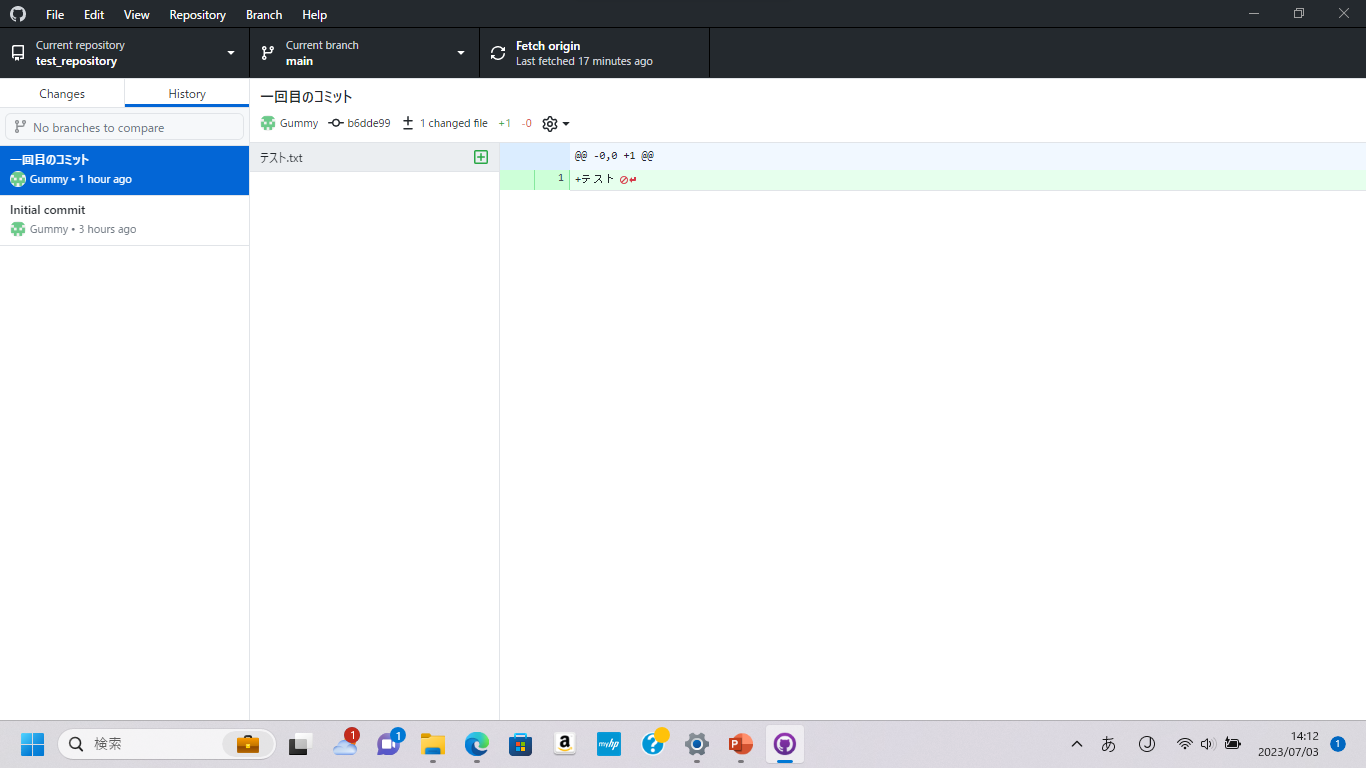 File Edit View Repository Branch Help
Current repository
test_repository
Current branch
main
Fetch origin
Last fetched 17 minutes ago
Changes
History
No branches to compare
一回目のコミット
Gummy • 1 hour ago
Initial commit
Gummy • 3 hours ago
一回目のコミット
Gummy b6dde99 1 changed file +1 -0
テスト.txt
@@ -0,0 +1 @@
1 +テスト
検索
1
1
a
myhp
?
P
あ
J
14:12
2023/07/03
1